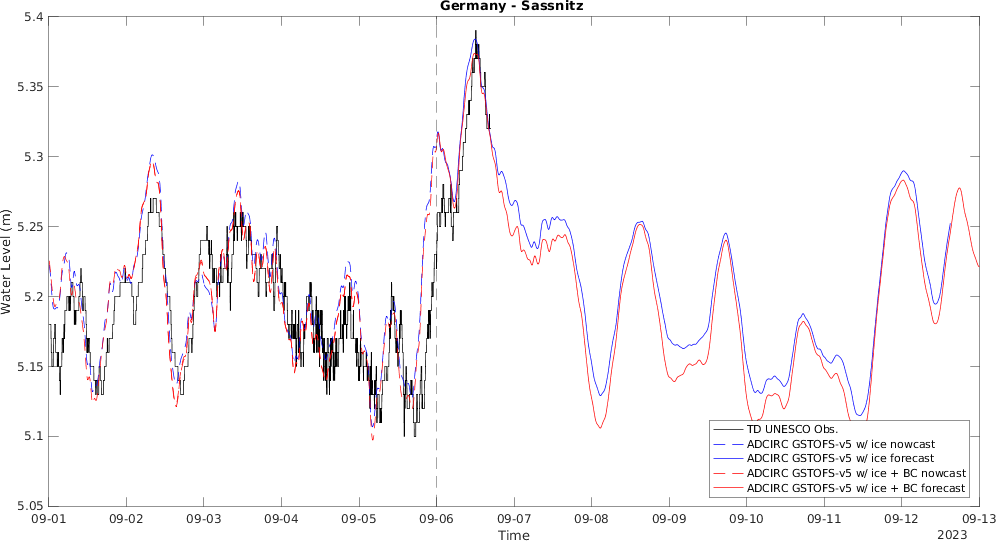 Germany - Sassnitz
5.4
5.35
5.3
5.25
5.2
5.15
5.1
5.05
Water Level (m)
TD UNESCO Obs.
ADCIRC GSTOFS-v5 w/ ice nowcast
ADCIRC GSTOFS-v5 w/ ice forecast
ADCIRC GSTOFS-v5 w/ ice + BC nowcast
ADCIRC GSTOFS-v5 w/ ice + BC forecast
09-01 09-02 09-03 09-04 09-05 09-06 09-07 09-08 09-09 09-10 09-11 09-12 09-13
Time
2023